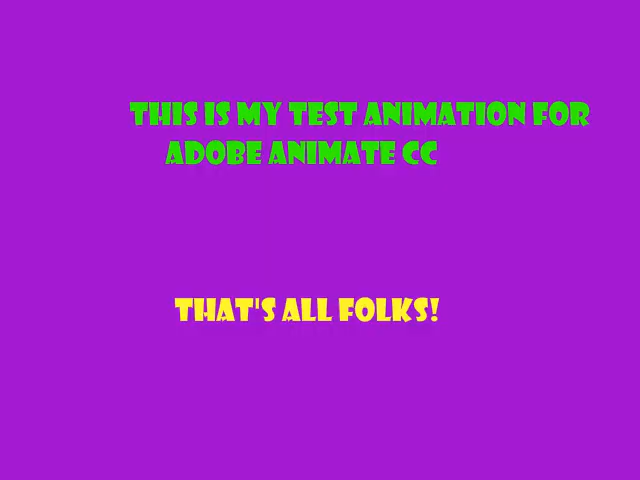 THIS IS MY TEST ANIMATION FOR
ADOBE ANIMATE CC
THAT'S ALL FOLKS!